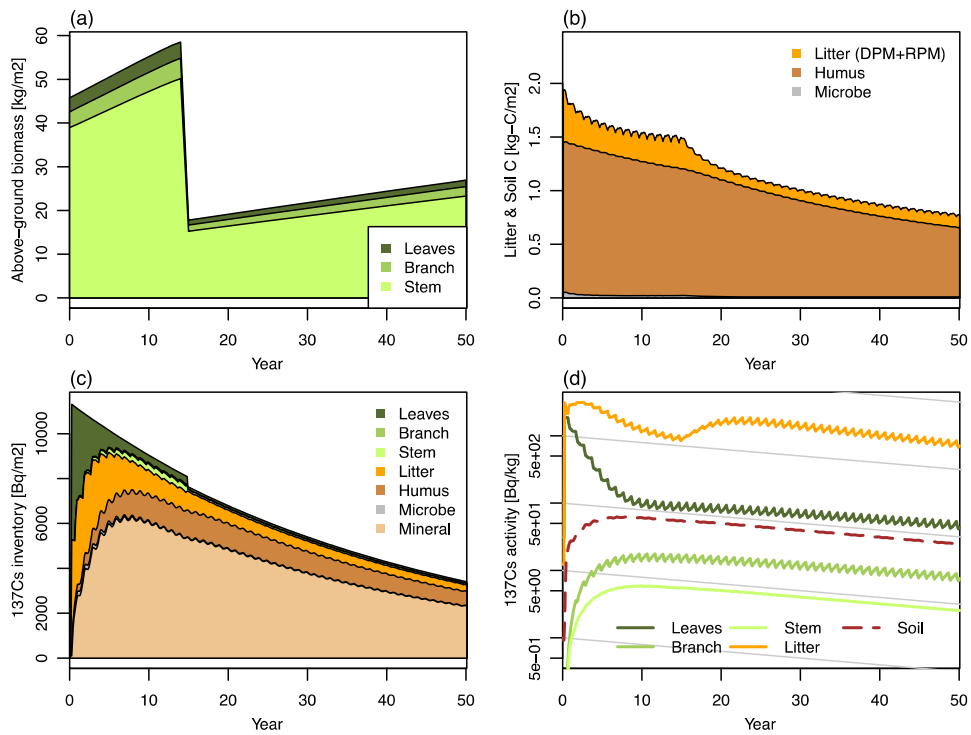 (a)
Above-ground biomass [kg/m2]
60
50
40
30
20
10
0
Leaves
Branch
Stem
0 10 20 30 40 50
Year
(b)
Litter & Soil C [kg-C/m2]
2.0
1.5
1.0
0.5
0.0
Litter (DPM+RPM)
Humus
Microbe
0 10 20 30 40 50
Year
(c)
137Cs inventory [Bq/m2]
10000
6000
2000
0
Leaves
Branch
Stem
Litter
Humus
Microbe
Mineral
0 10 20 30 40 50
Year
(d)
137Cs activity [Bq/kg]
5e+02
5e+01
5e+00
5e-01
Leaves Stem Soil
Branch Litter
0 10 20 30 40 50
Year